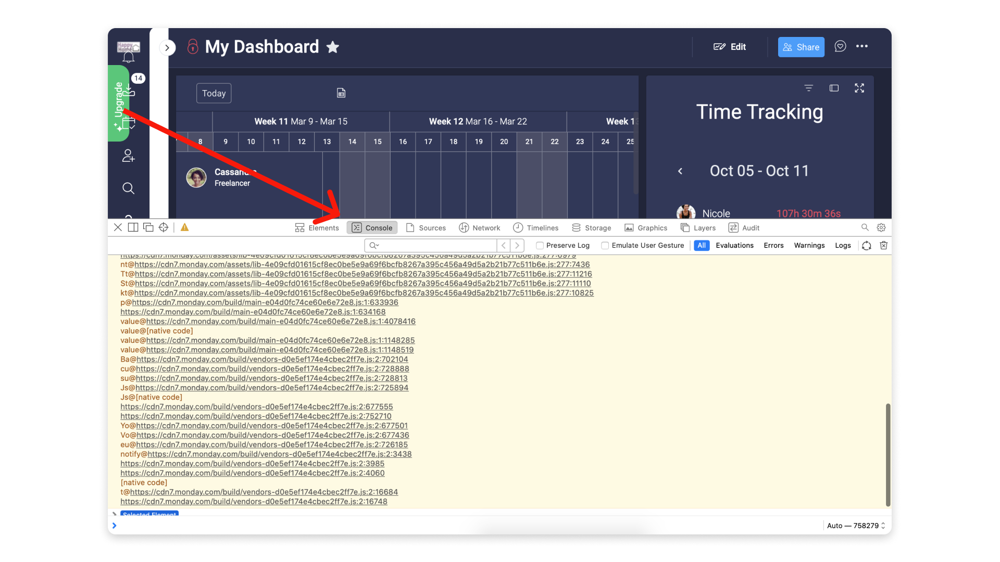 Happy
Home
My Dashboard
Edit
Share
14
Upgrade
Today
Week 11 Mar 9 - Mar 15
Week 12 Mar 16 - Mar 22
Week 1
8 9 10 11 12 13 14 15 16 17 18 19 20 21 22 23 24 25
Cassandra
Freelancer
Time Tracking
Oct 05 - Oct 11
Nicole 107h 30m 36s
Elements Console Sources Network Timelines Storage Graphics Layers Audit
Preserve Log Emulate User Gesture All Evaluations Errors Warnings Logs
https://cdn7.monday.com/assets/lib-4e09cfd01615cf8ec0be5e9a69f6bcfb8267a395c456a49d5a2b21b77c511b6e.js:277:6979
nt@https://cdn7.monday.com/assets/lib-4e09cfd01615cf8ec0be5e9a69f6bcfb8267a395c456a49d5a2b21b77c511b6e.js:277:7436
Tt@https://cdn7.monday.com/assets/lib-4e09cfd01615cf8ec0be5e9a69f6bcfb8267a395c456a49d5a2b21b77c511b6e.js:277:11216
St@https://cdn7.monday.com/assets/lib-4e09cfd01615cf8ec0be5e9a69f6bcfb8267a395c456a49d5a2b21b77c511b6e.js:277:11110
kt@https://cdn7.monday.com/assets/lib-4e09cfd01615cf8ec0be5e9a69f6bcfb8267a395c456a49d5a2b21b77c511b6e.js:277:10825
p@https://cdn7.monday.com/build/main-e04d0fc74ce60e6e72e8.js:1:633936
https://cdn7.monday.com/build/main-e04d0fc74ce60e6e72e8.js:1:634168
value@https://cdn7.monday.com/build/main-e04d0fc74ce60e6e72e8.js:1:4078416
value@[native code]
value@https://cdn7.monday.com/build/main-e04d0fc74ce60e6e72e8.js:1:1148285
value@https://cdn7.monday.com/build/main-e04d0fc74ce60e6e72e8.js:1:1148519
Ba@https://cdn7.monday.com/build/vendors-d0e5ef174e4cbec2ff7e.js:2:702104
cu@https://cdn7.monday.com/build/vendors-d0e5ef174e4cbec2ff7e.js:2:728888
su@https://cdn7.monday.com/build/vendors-d0e5ef174e4cbec2ff7e.js:2:728813
Js@https://cdn7.monday.com/build/vendors-d0e5ef174e4cbec2ff7e.js:2:725894
Js@[native code]
https://cdn7.monday.com/build/vendors-d0e5ef174e4cbec2ff7e.js:2:677555
https://cdn7.monday.com/build/vendors-d0e5ef174e4cbec2ff7e.js:2:752710
Yo@https://cdn7.monday.com/build/vendors-d0e5ef174e4cbec2ff7e.js:2:677501
Vo@https://cdn7.monday.com/build/vendors-d0e5ef174e4cbec2ff7e.js:2:677436
eu@https://cdn7.monday.com/build/vendors-d0e5ef174e4cbec2ff7e.js:2:726185
notify@https://cdn7.monday.com/build/vendors-d0e5ef174e4cbec2ff7e.js:2:3438
https://cdn7.monday.com/build/vendors-d0e5ef174e4cbec2ff7e.js:2:3985
https://cdn7.monday.com/build/vendors-d0e5ef174e4cbec2ff7e.js:2:4060
[native code]
t@https://cdn7.monday.com/build/vendors-d0e5ef174e4cbec2ff7e.js:2:16684
https://cdn7.monday.com/build/vendors-d0e5ef174e4cbec2ff7e.js:2:16748
Selected Element
Auto — 758279